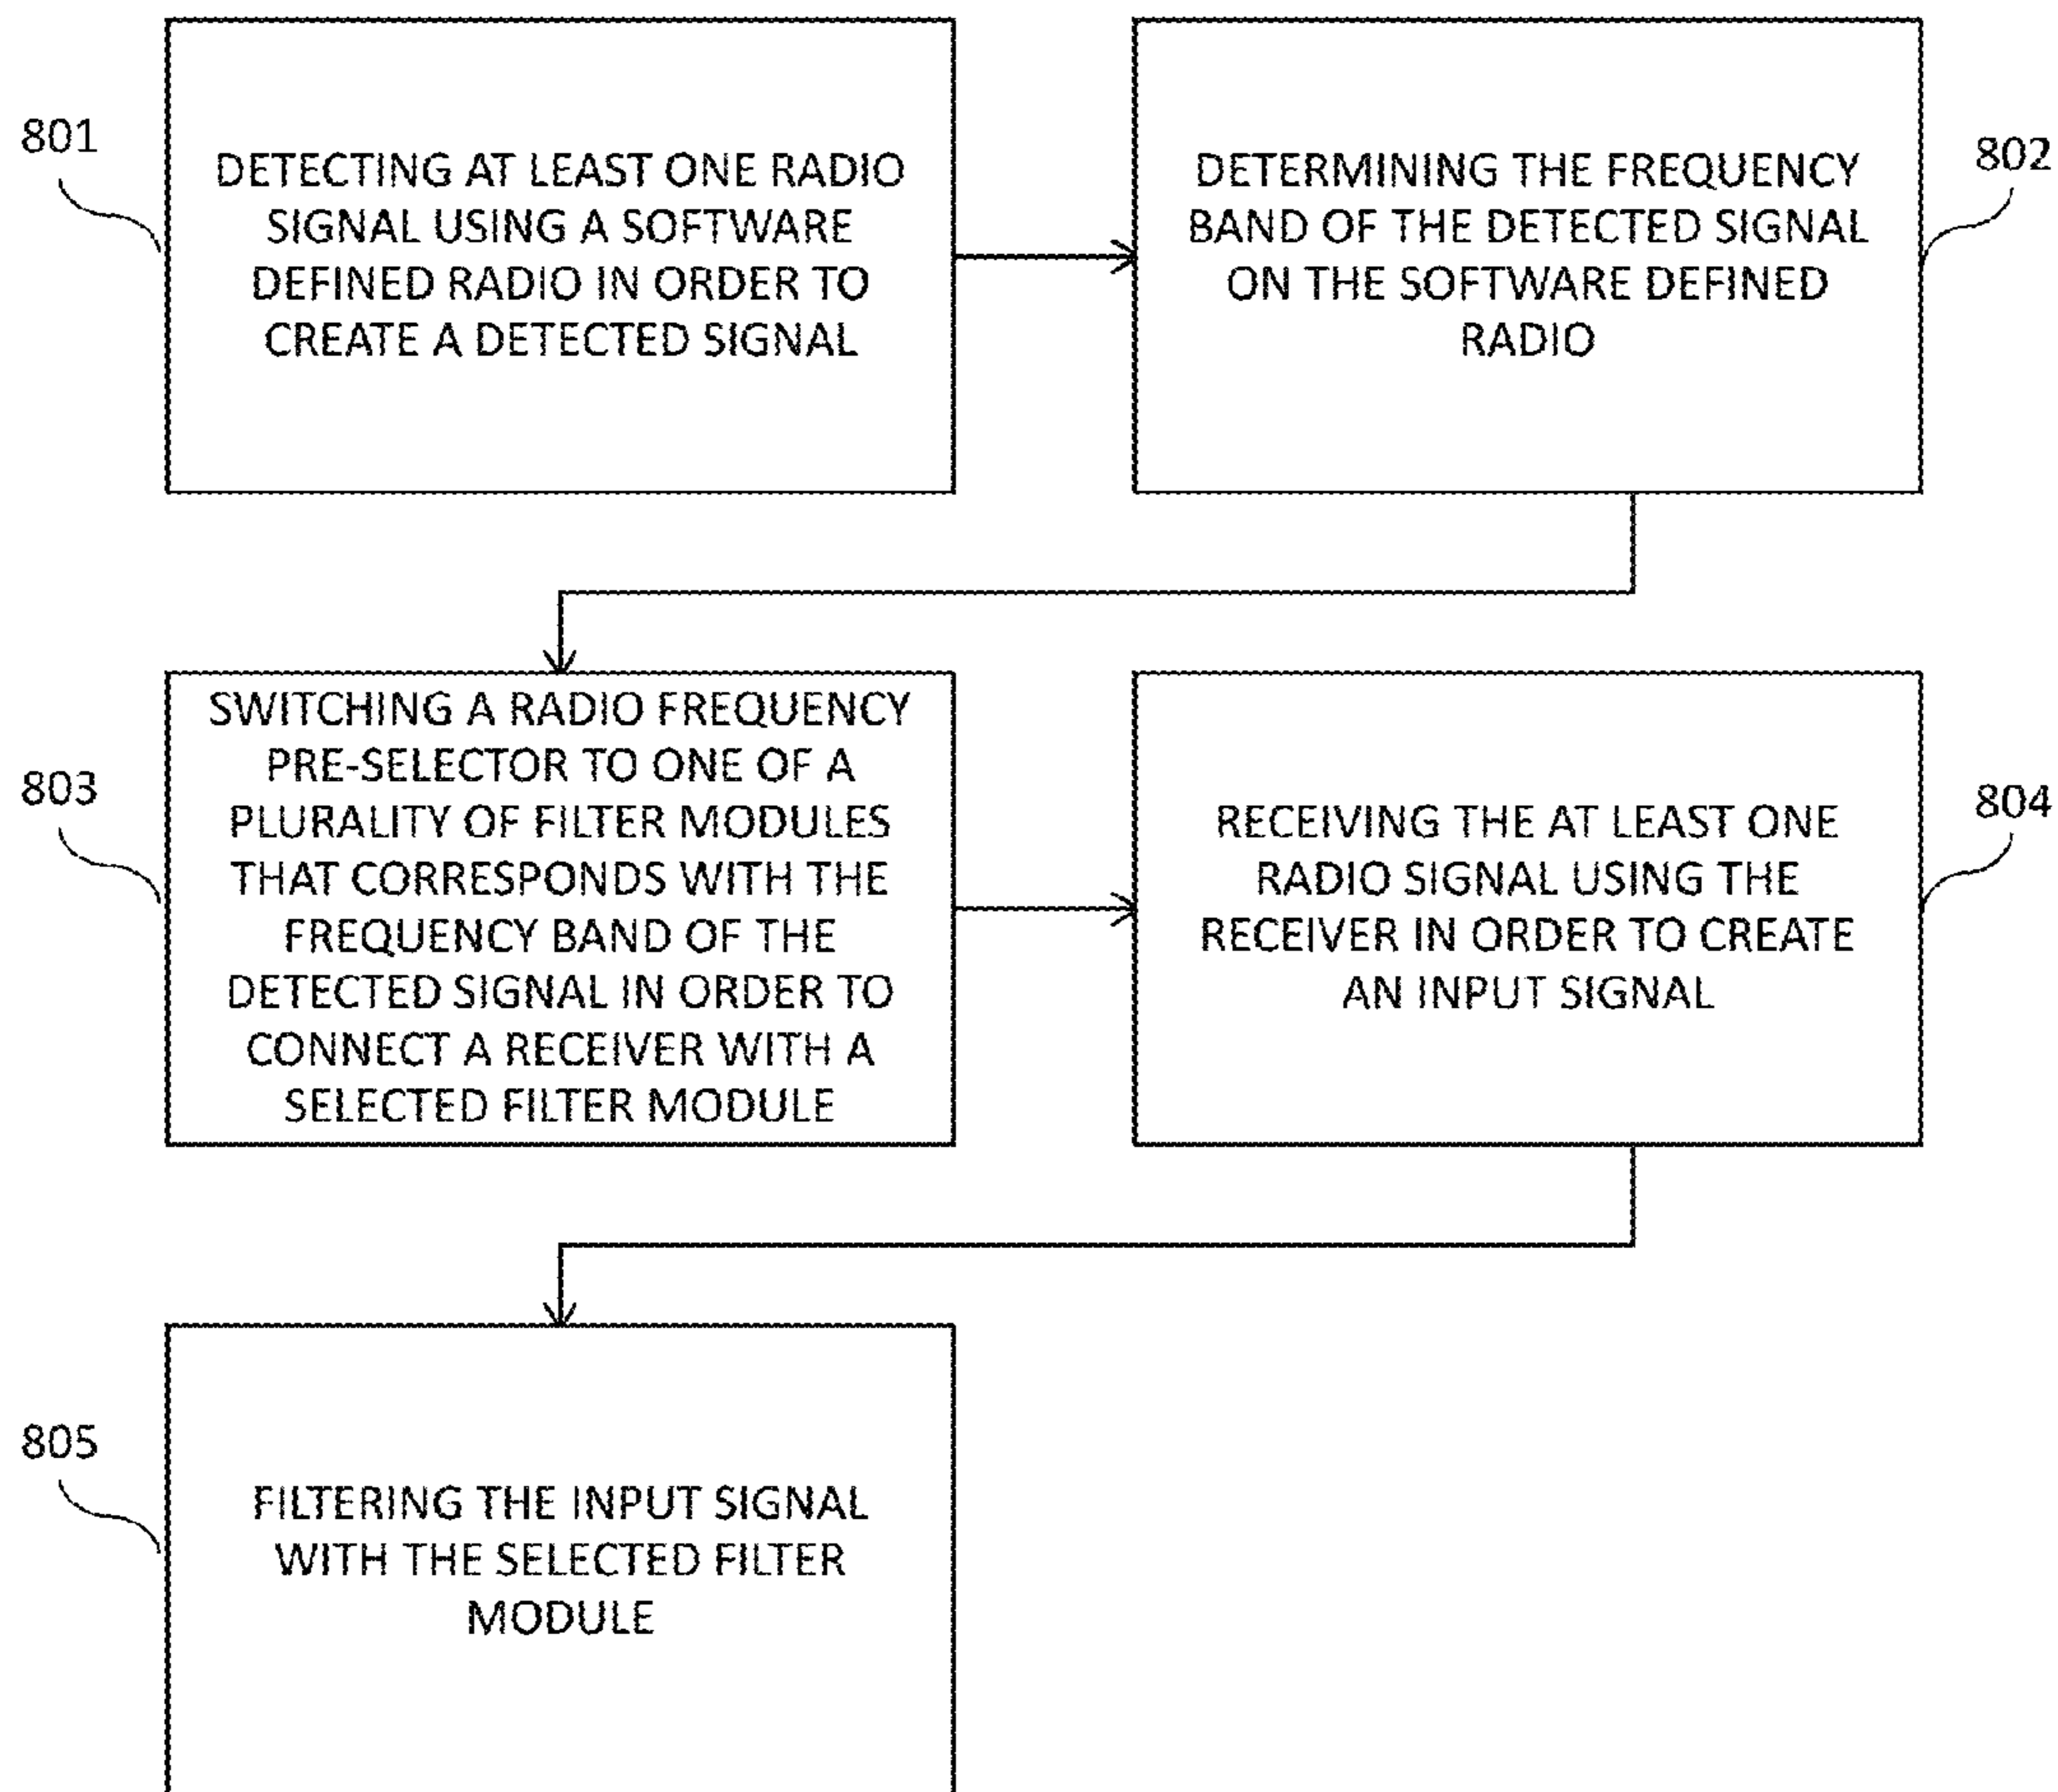 801
DETECTING AT LEAST ONE RADIO
SIGNAL USING A SOFTWARE
DEFINED RADIO IN ORDER TO
CREATE A DETECTED SIGNAL
DETERMINING THE FREQUENCY
BAND OF THE DETECTED SIGNAL
ON THE SOFTWARE DEFINED
RADIO
802
803
SWITCHING A RADIO FREQUENCY
PRE-SELECTOR TO ONE OF A
PLURALITY OF FILTER MODULES
THAT CORRESPONDS WITH THE
FREQUENCY BAND OF THE
DETECTED SIGNAL IN ORDER TO
CONNECT A RECEIVER WITH A
SELECTED FILTER MODULE
RECEIVING THE AT LEAST ONE
RADIO SIGNAL USING THE
RECEIVER IN ORDER TO CREATE
AN INPUT SIGNAL
804
805
FILTERING THE INPUT SIGNAL
WITH THE SELECTED FILTER
MODULE